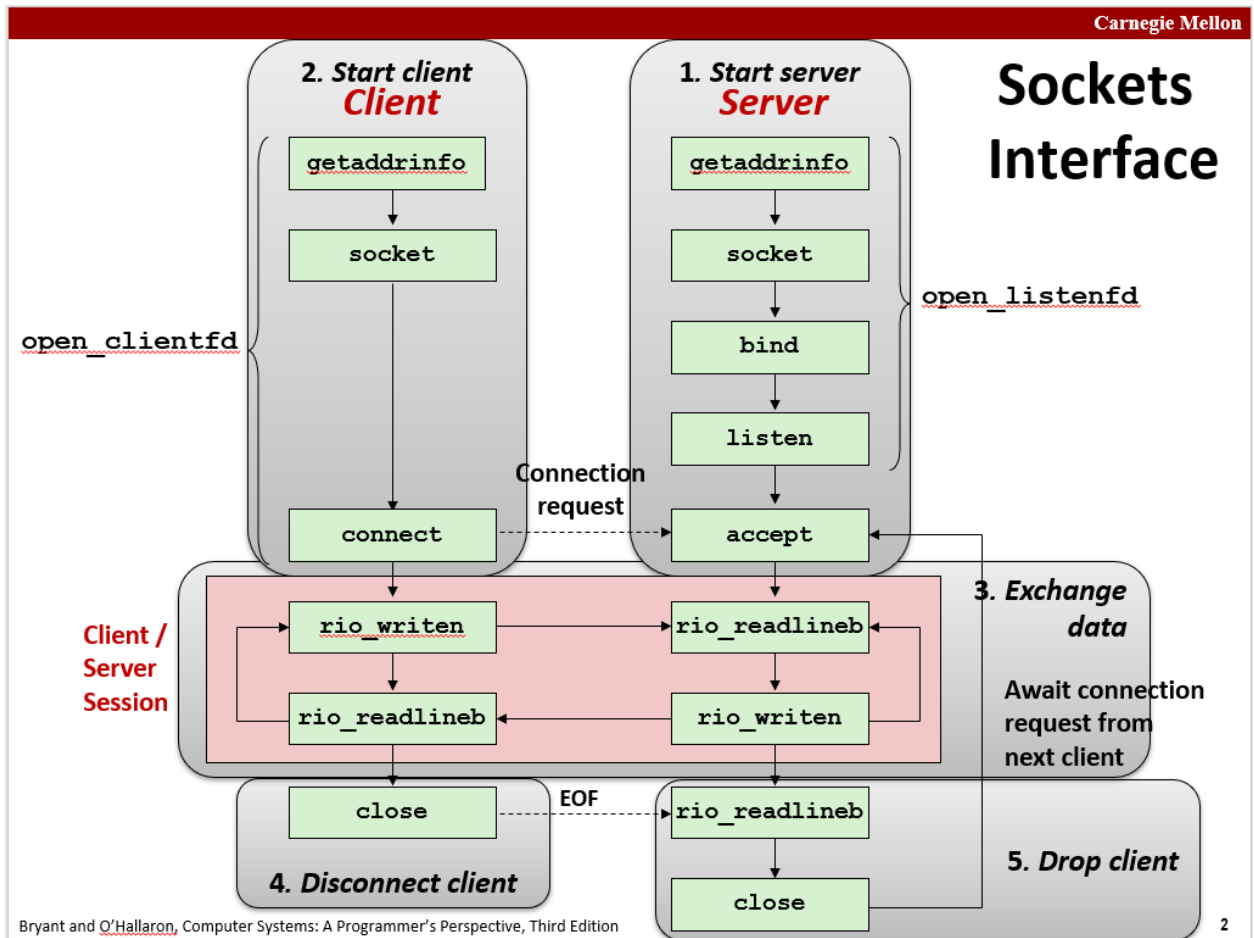 Carnegie Mellon
Sockets
Interface
2. Start client
Client
1. Start server
Server
getaddrinfo
getaddrinfo
socket
socket
open_listenfd
open_clientfd
bind
listen
Connection
request
connect
accept
3. Exchange
data
Client /
Server
Session
rio_writen
rio_readlineb
rio_readlineb
rio_writen
Await connection
request from
next client
close
EOF
rio_readlineb
4. Disconnect client
5. Drop client
close
Bryant and O'Hallaron, Computer Systems: A Programmer's Perspective, Third Edition
2